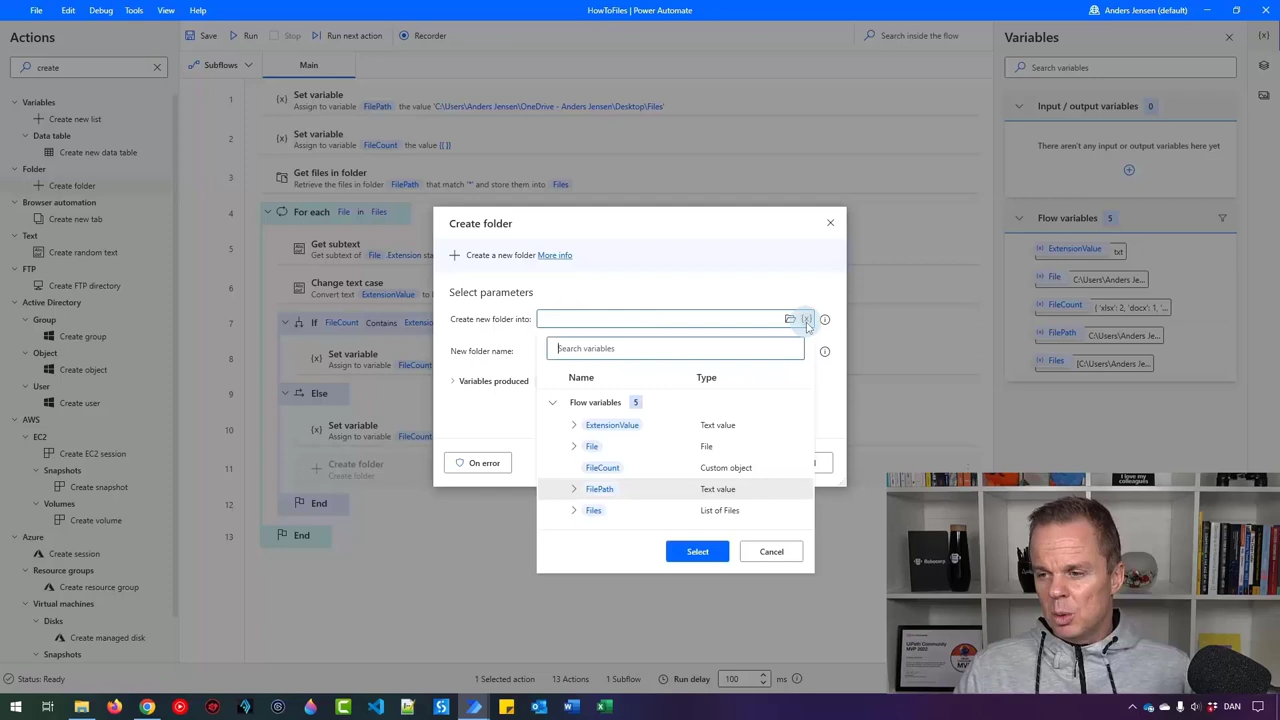 File Edit Debug Tools View Help
HowToFiles | Power Automate
Anders Jensen (default)
Actions
create
Variables
Create new list
Data table
Create new data table
Folder
Create folder
Browser automation
Create new tab
Text
Create random text
FTP
Create FTP directory
Active Directory
Group
Create group
Object
Create object
User
Create user
AWS
EC2
Create EC2 session
Snapshots
Create snapshot
Volumes
Create volume
Azure
Create session
Resource groups
Create resource group
Virtual machines
Disks
Create managed disk
Snapshots
Save Run Stop Run next action Recorder
Search inside the flow
Subflows Main
1 Set variable
Assign to variable FilePath the value 'C:\Users\Anders Jensen\OneDrive - Anders Jensen\Desktop\Files'
2 Set variable
Assign to variable FileCount the value {{ }}
3 Get files in folder
Retrieve the files in folder FilePath that match '*' and store them into Files
4 For each File in Files
5 Get subtext
Get subtext of File .Extension
6 Change text case
Convert text ExtensionValue to
7 If FileCount Contains
8 Set variable
Assign to variable FileCount
9 Else
10 Set variable
Assign to variable FileCount
11 Create folder
Create folder
12 End
13 End
Create folder
Create a new folder More info
Select parameters
Create new folder into:
New folder name:
Variables produced
On error
Search variables
Name Type
Flow variables 5
ExtensionValue Text value
File File
FileCount Custom object
FilePath Text value
Files List of Files
Select Cancel
Variables
Search variables
Input / output variables 0
There aren't any input or output variables here yet
Flow variables 5
ExtensionValue txt
File C:\Users\Anders Jens...
FileCount { 'xlsx': 2, 'docx': 1, ...
FilePath C:\Users\Anders Jens...
Files [C:\Users\Anders Jens...
UiPath Community
MVP 2022
Status: Ready
1 Selected action 13 Actions 1 Subflow Run delay 100 ms
DAN